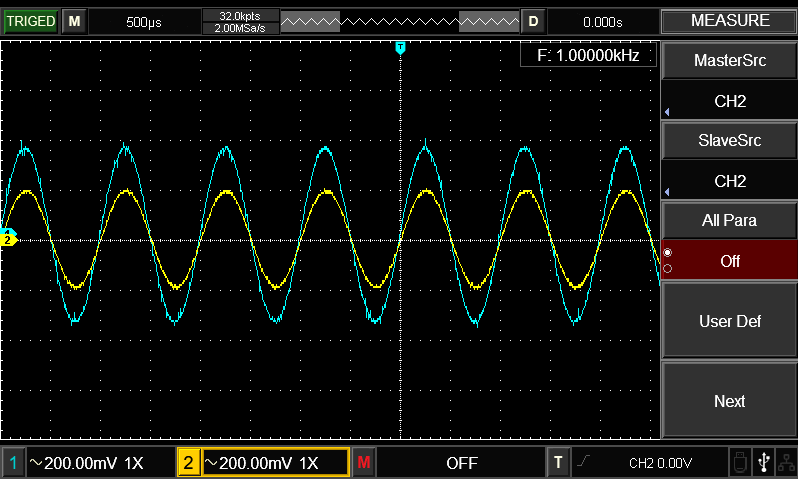 TRIGED M 500μs 32.0kpts D 0.000s MEASURE
2.00MSa/s
T
F: 1.00000kHz
MasterSrc
CH2
SlaveSrc
CH2
All Para
2
Off
User Def
Next
1 ~200.00mV 1X 2 ~200.00mV 1X M OFF T CH2 0.00V